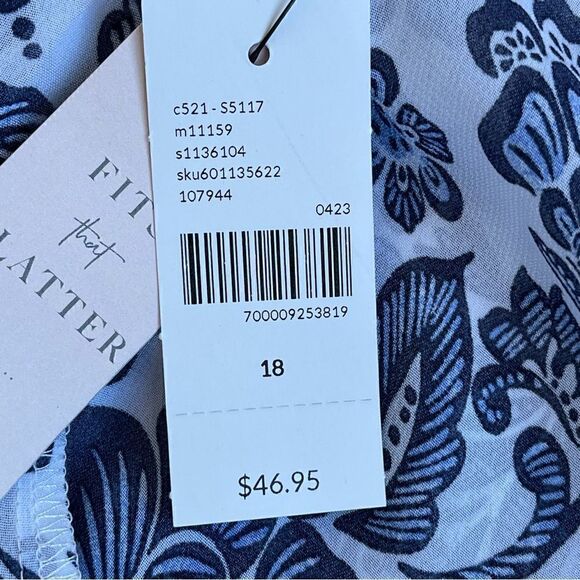 c521 - S5117
m11159
s1136104
sku601135622
107944
0423
700009253819
18
$46.95
FITS
that
LATTER